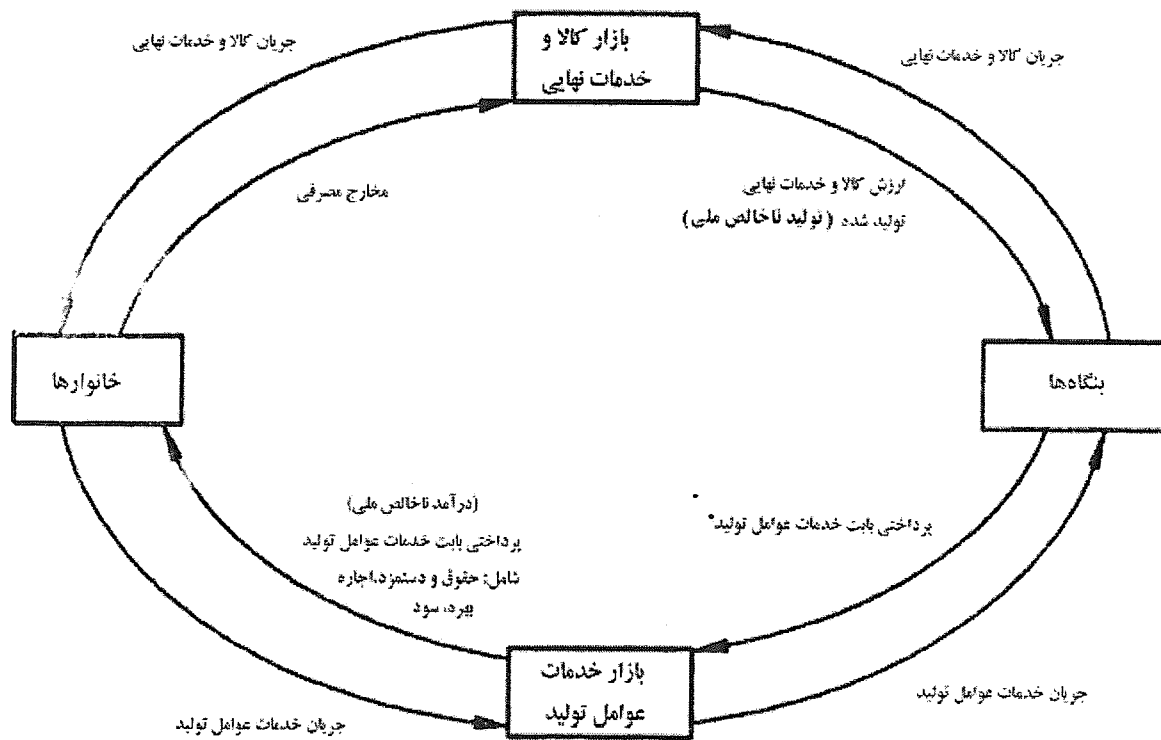 بازار کالا و
خدمات نهایی
جریان کالا و خدمات نهایی
جریان کالا و خدمات نهایی
ارزش کالا و خدمات نهایی
تولید شده (تولید ناخالص ملی)
مخارج مصرفی
بنگاه‌ها
خانوارها
پرداختی بابت خدمات عوامل تولید
(درآمد ناخالص ملی)
پرداختی بابت خدمات عوامل تولید
شامل: حقوق و دستمزد، اجاره
بهره، سود
بازار خدمات
عوامل تولید
جریان خدمات عوامل تولید
جریان خدمات عوامل تولید